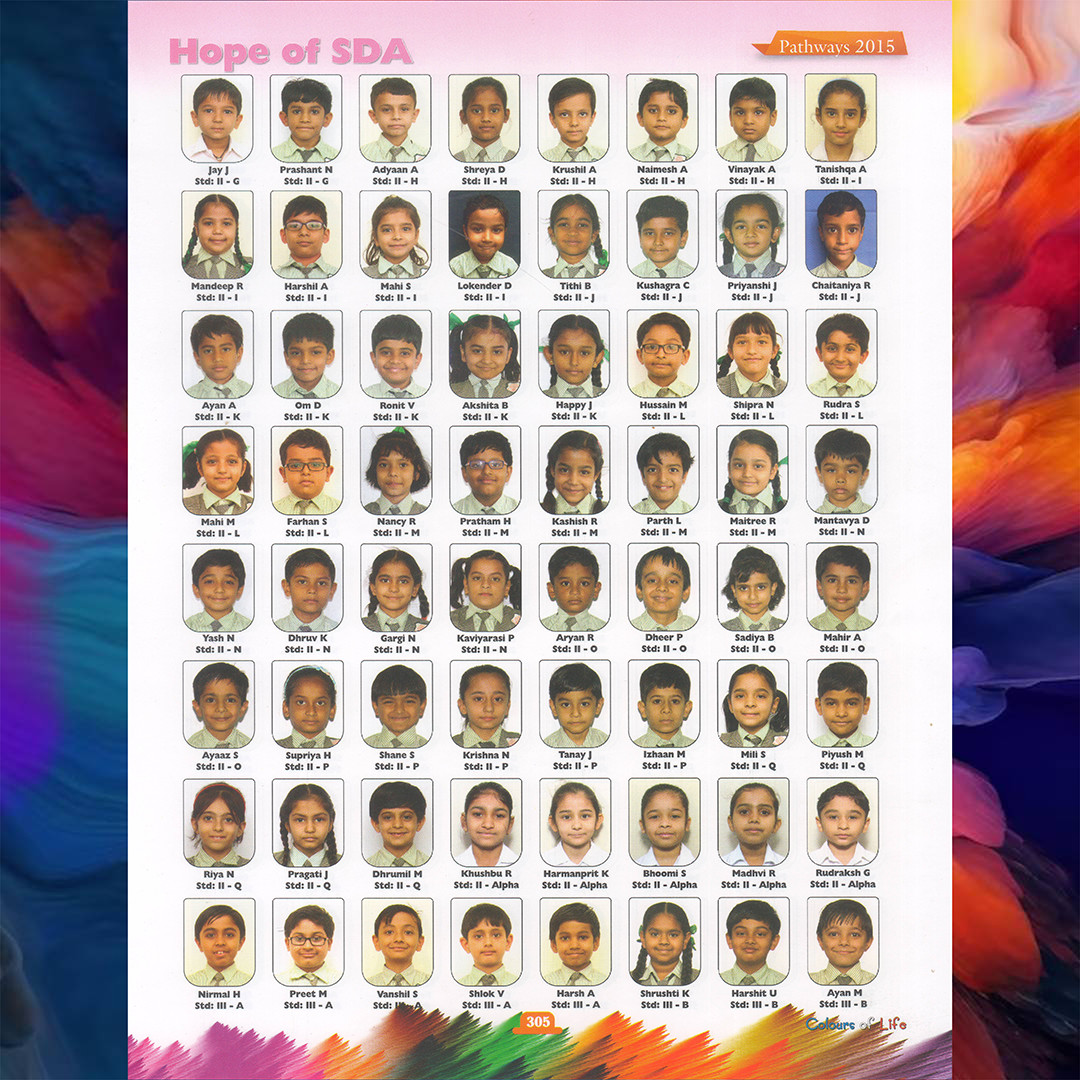 Hope of SDA
Pathways 2015
Jay J
Std: II - G
Prashant N
Std: II - G
Adyaan A
Std: II - H
Shreya D
Std: II - H
Krushil A
Std: II - H
Naimesh A
Std: II - H
Vinayak A
Std: II - H
Tanishqa A
Std: II - I
Mandeep R
Std: II - I
Harshil A
Std: II - I
Mahi S
Std: II - I
Lokender D
Std: II - I
Tithi B
Std: II - J
Kushagra C
Std: II - J
Priyanshi J
Std: II - J
Chaitaniya R
Std: II - J
Ayan A
Std: II - K
Om D
Std: II - K
Ronit V
Std: II - K
Akshita B
Std: II - K
Happy J
Std: II - K
Hussain M
Std: II - L
Shipra N
Std: II - L
Rudra S
Std: II - L
Mahi M
Std: II - L
Farhan S
Std: II - L
Nancy R
Std: II - M
Pratham H
Std: II - M
Kashish R
Std: II - M
Parth L
Std: II - M
Maitree R
Std: II - M
Mantavya D
Std: II - N
Yash N
Std: II - N
Dhruv K
Std: II - N
Gargi N
Std: II - N
Kaviyarasi P
Std: II - N
Aryan R
Std: II - O
Dheer P
Std: II - O
Sadiya B
Std: II - O
Mahir A
Std: II - O
Ayaaz S
Std: II - O
Supriya H
Std: II - P
Shane S
Std: II - P
Krishna N
Std: II - P
Tanay J
Std: II - P
Izhaan M
Std: II - P
Mili S
Std: II - Q
Piyush M
Std: II - Q
Riya N
Std: II - Q
Pragati J
Std: II - Q
Dhrumil M
Std: II - Q
Khushbu R
Std: II - Alpha
Harmanprit K
Std: II - Alpha
Bhoomi S
Std: II - Alpha
Madhvi R
Std: II - Alpha
Rudraksh G
Std: II - Alpha
Nirmal H
Std: III - A
Preet M
Std: III - A
Vanshil S
Std: III - A
Shlok V
Std: III - A
Harsh A
Std: III - A
Shrushti K
Std: III - B
Harshit U
Std: III - B
Ayan M
Std: III - B
305
Colours of Life